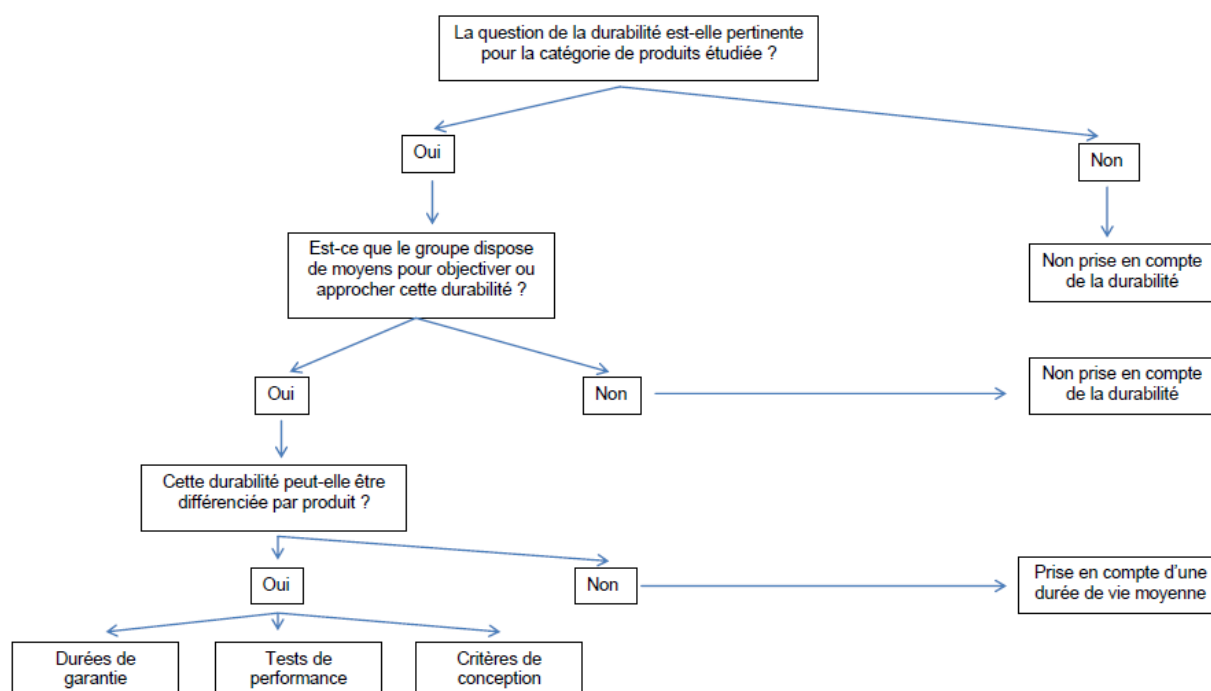 La question de la durabilité est-elle pertinente
pour la catégorie de produits étudiée ?
Oui
Non
Est-ce que le groupe dispose
de moyens pour objectiver ou
approcher cette durabilité ?
Non prise en compte
de la durabilité
Oui
Non
Non prise en compte
de la durabilité
Cette durabilité peut-elle être
différenciée par produit ?
Oui
Non
Prise en compte d’une
durée de vie moyenne
Durées de
garantie
Tests de
performance
Critères de
conception